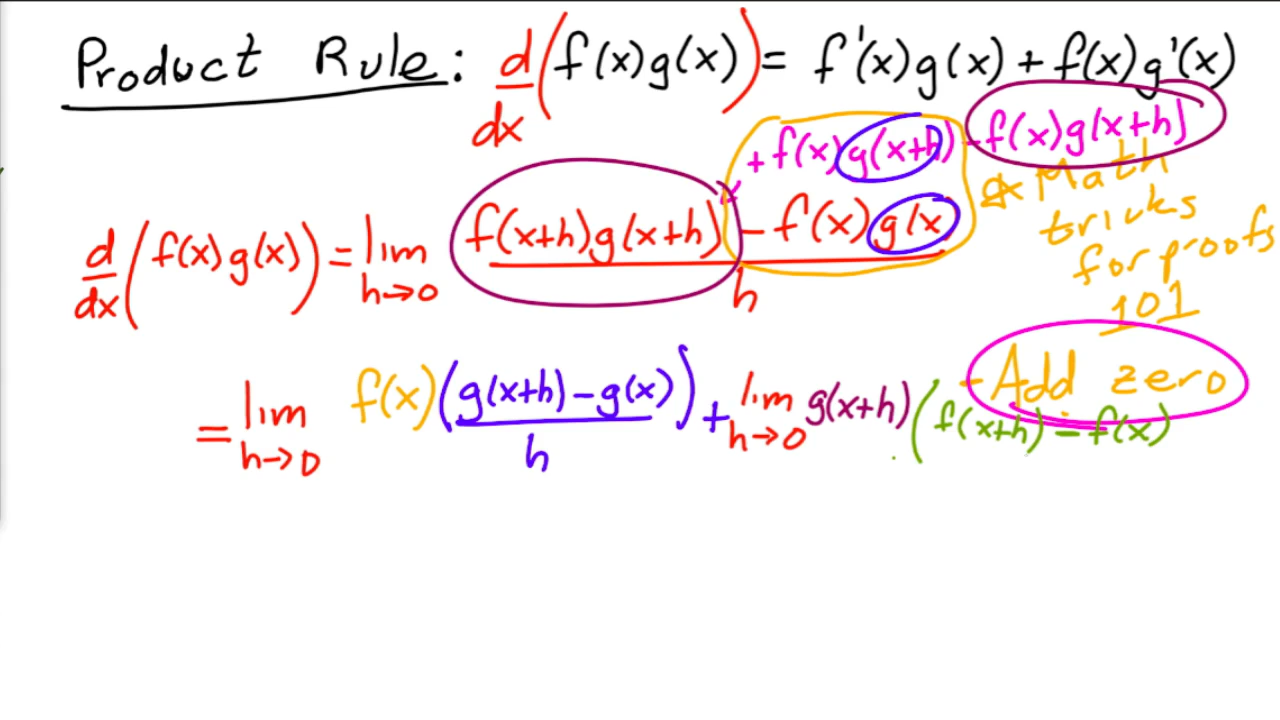 Product Rule: d/dx (f(x)g(x)) = f'(x)g(x) + f(x)g'(x)
+ f(x)g(x+h) - f(x)g(x+h)
d/dx (f(x)g(x)) = lim h→0 f(x+h)g(x+h) - f(x)g(x) / h
* Math
tricks
for proofs
101
- Add zero
= lim h→0 f(x) (g(x+h) - g(x) / h) + lim h→0 g(x+h) (f(x+h) - f(x)